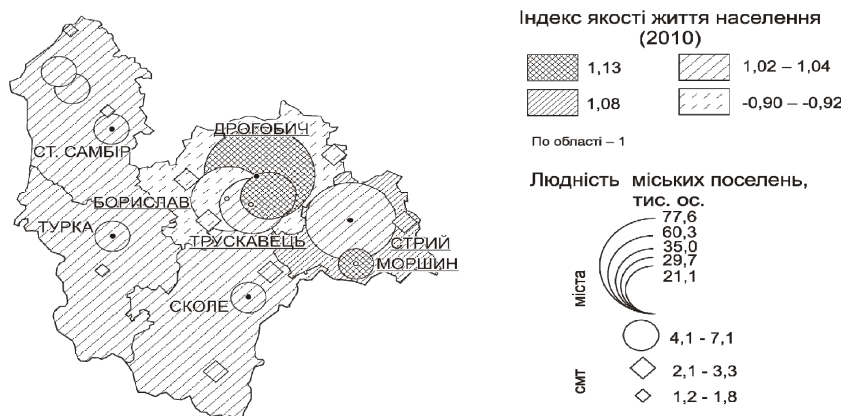 ДРОГОБИЧ
СТ. САМБІР
БОРИСЛАВ
ТУРКА
ТРУСКАВЕЦЬ
СТРИЙ
МОРШИН
СКОЛЕ
Індекс якості життя населення
(2010)
1,13
1,02 – 1,04
1,08
-0,90 – -0,92
По області – 1
Людність міських поселень,
тис. ос.
77,6
60,3
35,0
29,7
21,1
міста
4,1 - 7,1
смт
2,1 - 3,3
1,2 - 1,8